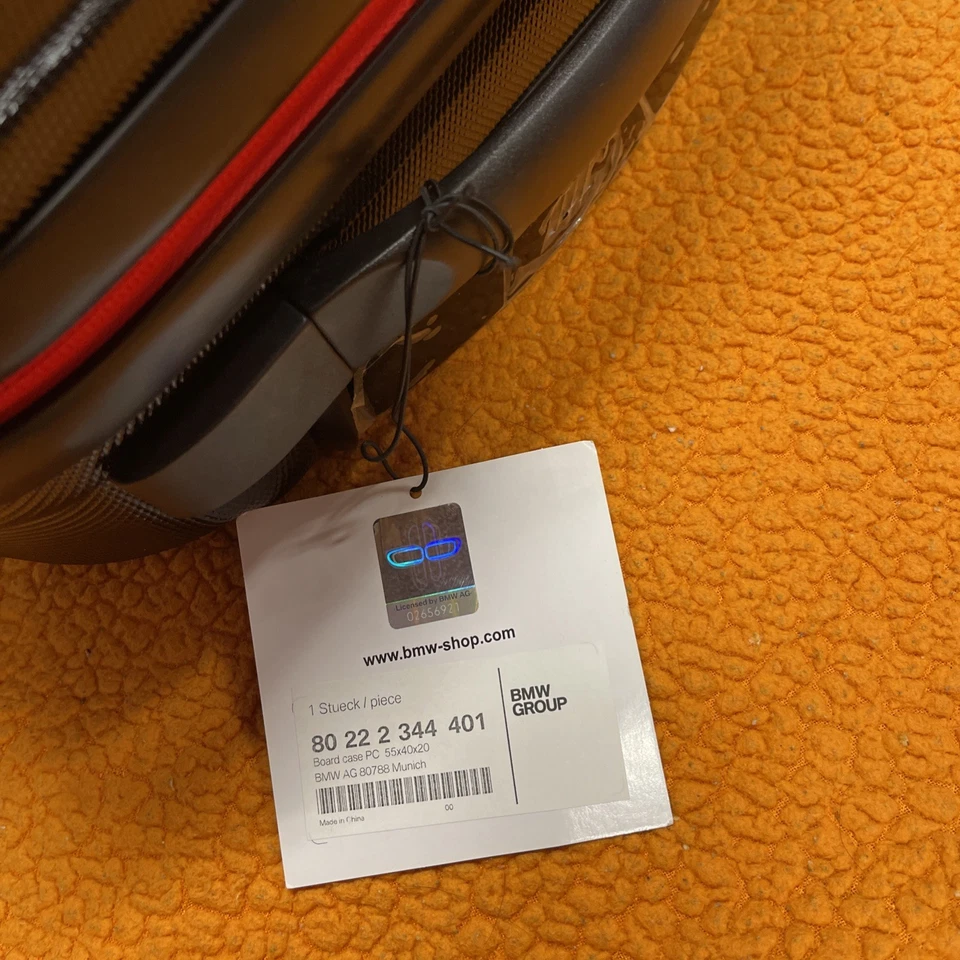 Licensed by BMW AG
02656921
www.bmw-shop.com
1 Stueck / piece
80 22 2 344 401
Board case PC 55x40x20
BMW AG 80788 Munich
00
Made in China
BMW
GROUP